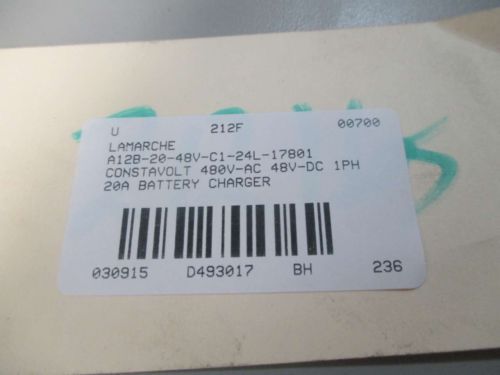 U 212F 00700
LAMARCHE
A12B-20-48V-C1-24L-17801
CONSTAVOLT 480V-AC 48V-DC 1PH
20A BATTERY CHARGER
030915 D493017 BH 236